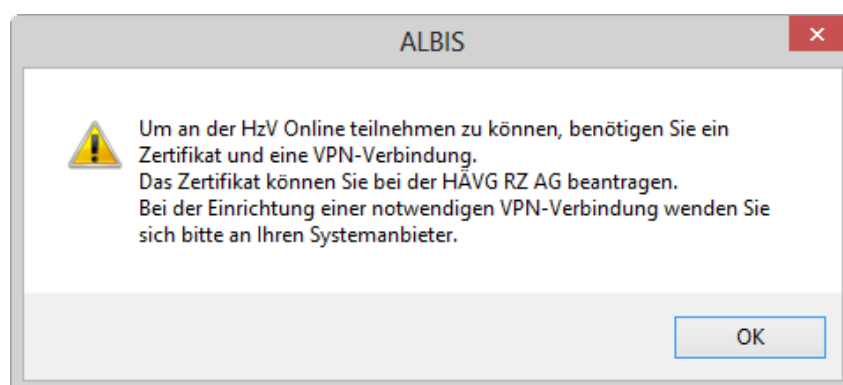 ALBIS
Um an der HzV Online teilnehmen zu können, benötigen Sie ein
Zertifikat und eine VPN-Verbindung.
Das Zertifikat können Sie bei der HÄVG RZ AG beantragen.
Bei der Einrichtung einer notwendigen VPN-Verbindung wenden Sie
sich bitte an Ihren Systemanbieter.
OK